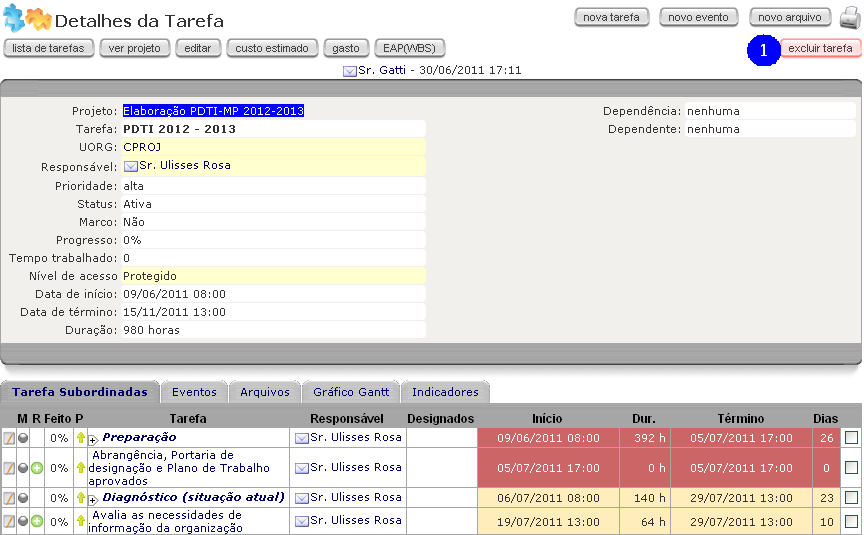 Detalhes da Tarefa
nova tarefa novo evento novo arquivo
lista de tarefas ver projeto editar custo estimado gasto EAP(WBS) 1 excluir tarefa
Sr. Gatti - 30/06/2011 17:11
Projeto: Elaboração PDTI-MP 2012-2013
Tarefa: PDTI 2012 - 2013
UORG: CPROJ
Responsável: Sr. Ulisses Rosa
Prioridade: alta
Status: Ativa
Marco: Não
Progresso: 0%
Tempo trabalhado: 0
Nível de acesso Protegido
Data de início: 09/06/2011 08:00
Data de término: 15/11/2011 13:00
Duração: 980 horas
Dependência: nenhuma
Dependente: nenhuma
Tarefa Subordinadas Eventos Arquivos Gráfico Gantt Indicadores
M R Feito P Tarefa Responsável Designados Início Dur. Término Dias
0% Preparação Sr. Ulisses Rosa 09/06/2011 08:00 392 h 05/07/2011 17:00 26
Abrangência, Portaria de
0% designação e Plano de Trabalho Sr. Ulisses Rosa 05/07/2011 17:00 0 h 05/07/2011 17:00 0
aprovados
0% Diagnóstico (situação atual) Sr. Ulisses Rosa 06/07/2011 08:00 140 h 29/07/2011 13:00 23
Avalia as necessidades de
0% informação da organização Sr. Ulisses Rosa 19/07/2011 13:00 64 h 29/07/2011 13:00 10